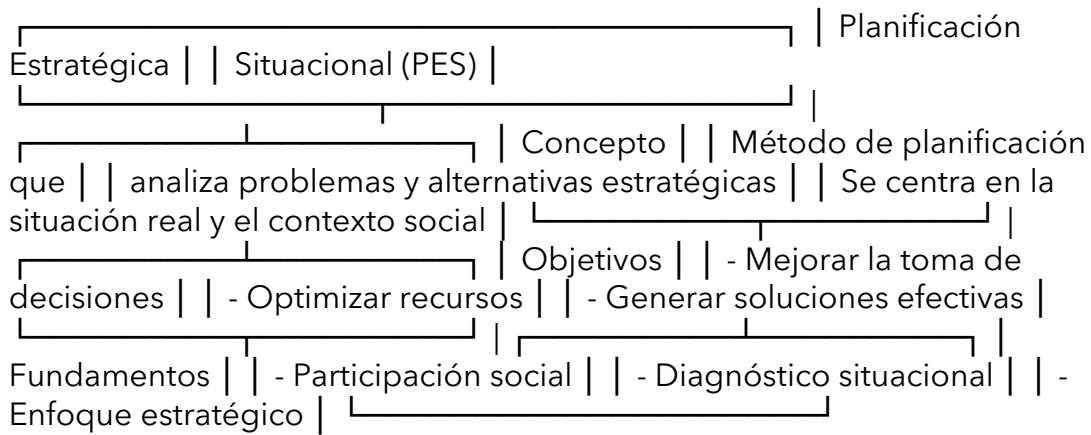 ┌─────────────────────────────────┐ │ Planificación
Estratégica │ │ Situacional (PES) │
└───────────────┬─────────────────┘ |
┌─────────┴─────────┐ │ Concepto │ │ Método de planificación
que │ │ analiza problemas y alternativas estratégicas │ │ Se centra en la
situación real y el contexto social │ └─────────┬─────────┘ |
┌─────────┴─────────┐ │ Objetivos │ │ - Mejorar la toma de
decisiones │ │ - Optimizar recursos │ │ - Generar soluciones efectivas │
└─────────┬─────────┘ | ┌─────────┴─────────┐ │
Fundamentos │ │ - Participación social │ │ - Diagnóstico situacional │ │ -
Enfoque estratégico │ └────────────────────┘